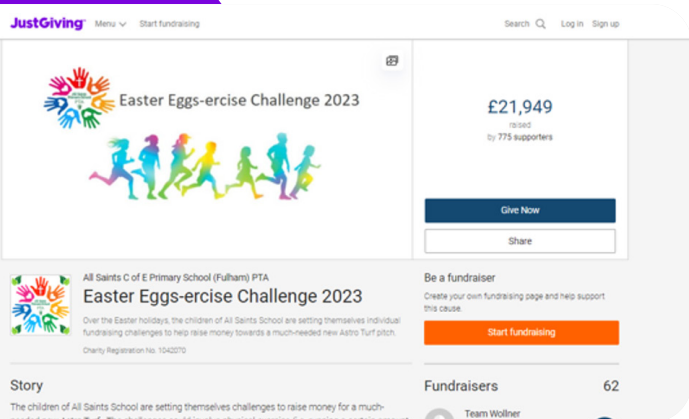 JustGiving
Menu
Start fundraising
Search
Log in
Sign up
Easter Eggs-ercise Challenge 2023
£21,949
raised
by 775 supporters
Give Now
Share
All Saints C of E Primary School (Fulham) PTA
Easter Eggs-ercise Challenge 2023
Over the Easter holidays, the children of All Saints School are setting themselves individual
fundraising challenges to help raise money towards a much-needed new Astro Turf pitch.
Charity Registration No. 1042070
Be a fundraiser
Create your own fundraising page and help support
this cause.
Start fundraising
Story
The children of All Saints School are setting themselves challenges to raise money for a much-
Fundraisers
62
Team Wollner